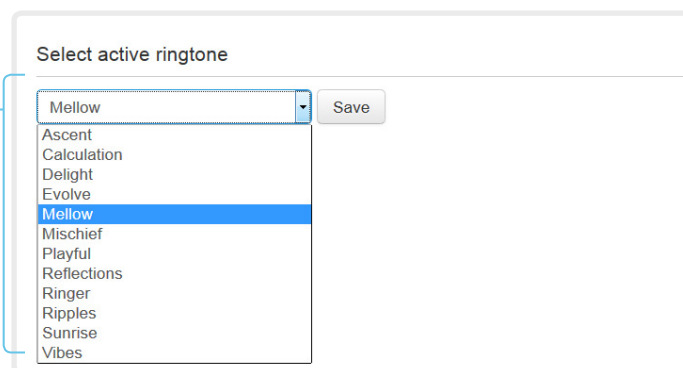 Select active ringtone
Mellow Save
Ascent
Calculation
Delight
Evolve
Mellow
Mischief
Playful
Reflections
Ringer
Ripples
Sunrise
Vibes